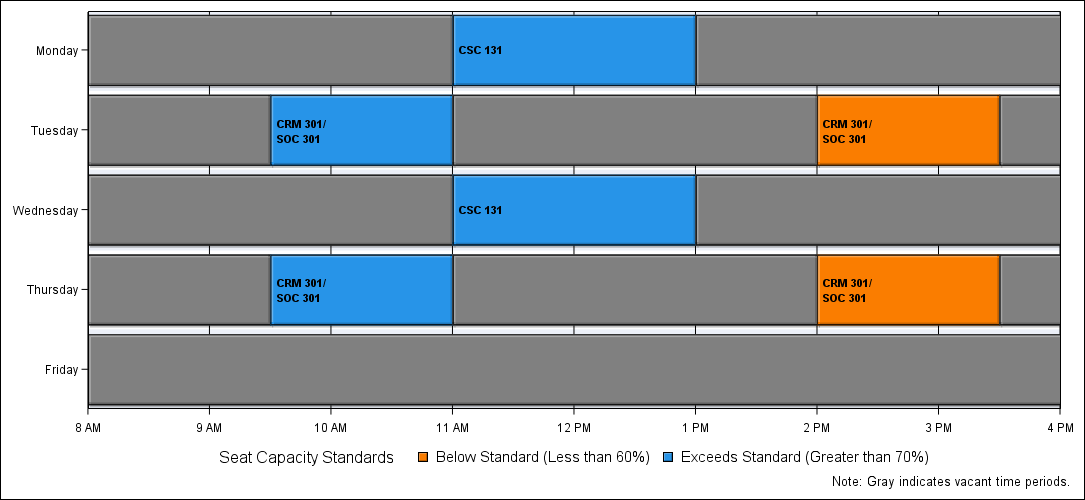 Monday
CSC 131
Tuesday
CRM 301/
SOC 301
CRM 301/
SOC 301
Wednesday
CSC 131
Thursday
CRM 301/
SOC 301
CRM 301/
SOC 301
Friday
8 AM 9 AM 10 AM 11 AM 12 PM 1 PM 2 PM 3 PM 4 PM
Seat Capacity Standards Below Standard (Less than 60%) Exceeds Standard (Greater than 70%)
Note: Gray indicates vacant time periods.